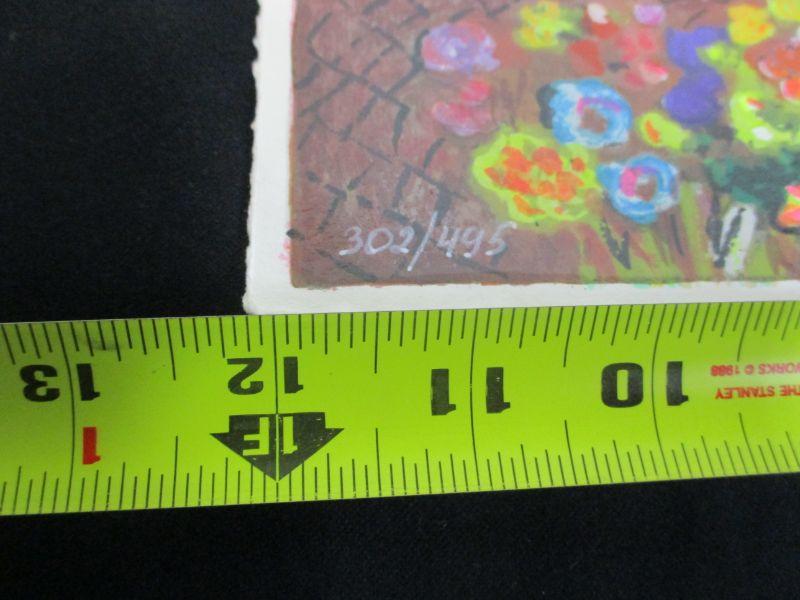 302/495
13 12 11 10
1F
1
THE STANLEY
WORKS © 1988